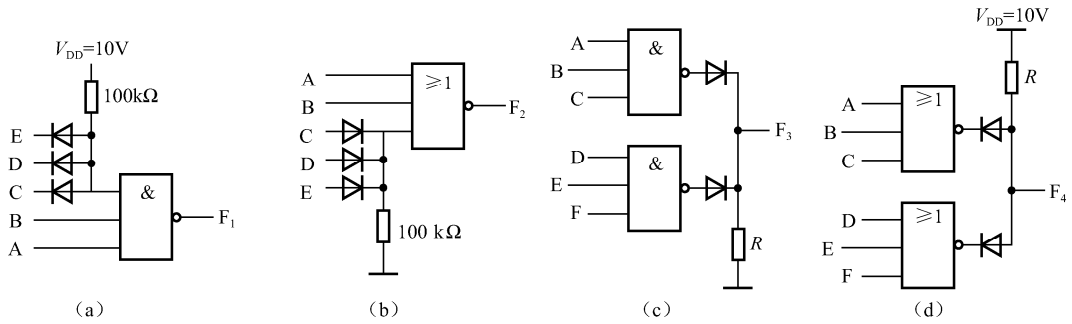 V_DD=10V
100kΩ
E
D
C
B
A
&
F₁
（a）
A
B
C
D
E
≥1
F₂
100 kΩ
（b）
A
B
C
&
D
E
F
&
F₃
R
（c）
V_DD=10V
R
A
B
C
≥1
D
E
F
≥1
F₄
（d）